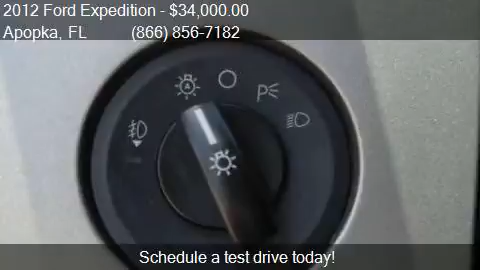 2012 Ford Expedition - $34,000.00
Apopka, FL (866) 856-7182
A
Schedule a test drive today!